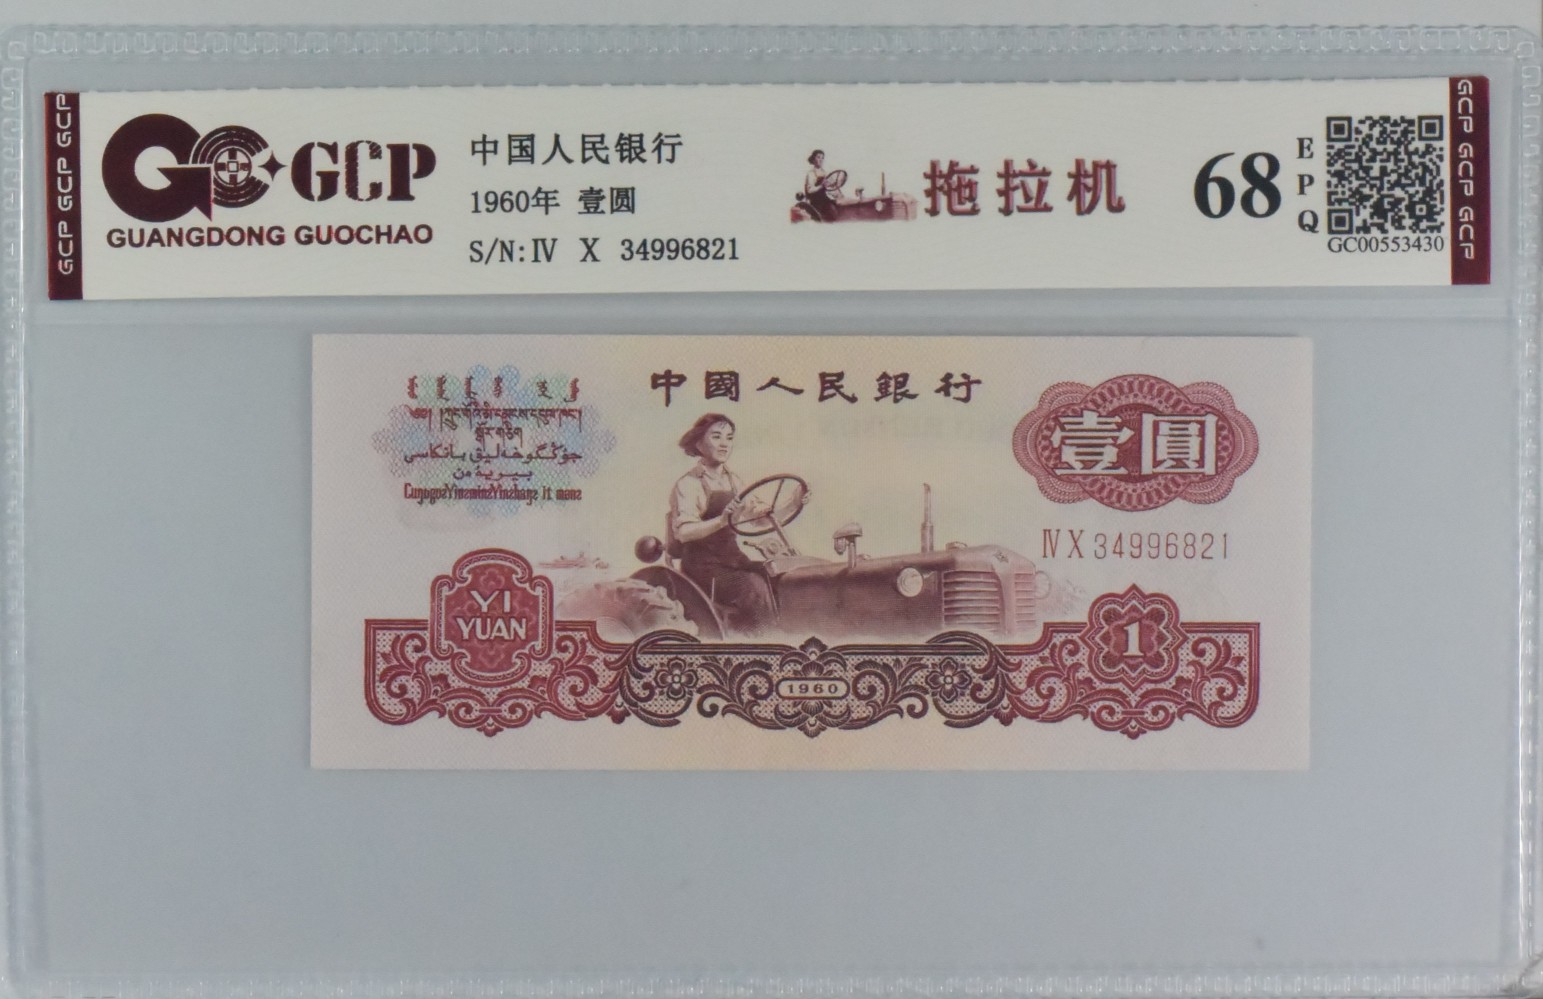 GCP GCP GCP
GCP
GUANGDONG GUOCHAO
中国人民银行
1960年 壹圆
S/N:Ⅳ X 34996821
拖拉机
68
E
P
Q
GC00553430
GCP GCP GCP
中國人民銀行
壹圓
ⅣX34996821
YI
YUAN
1
1960